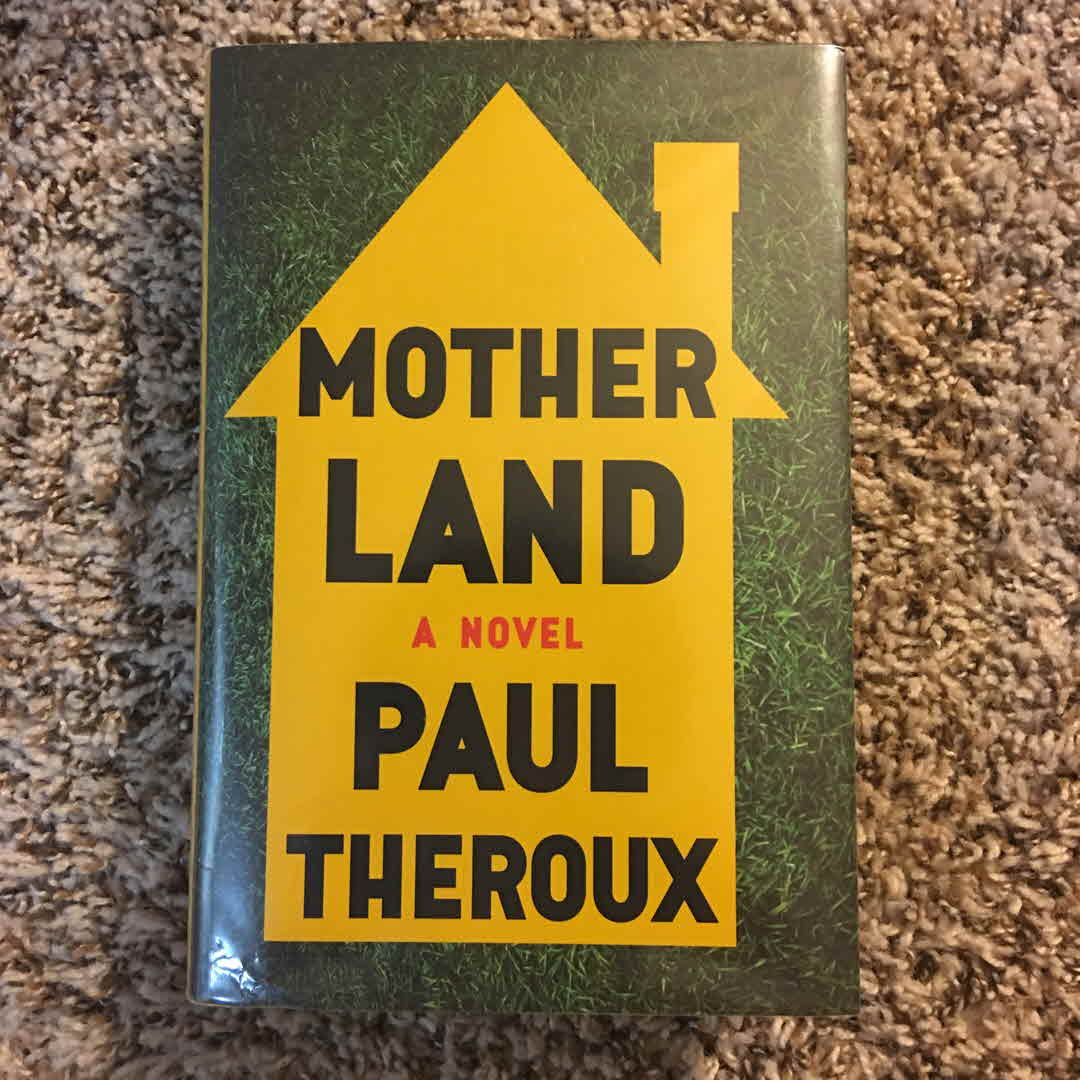 MOTHER
LAND
A NOVEL
PAUL
THEROUX